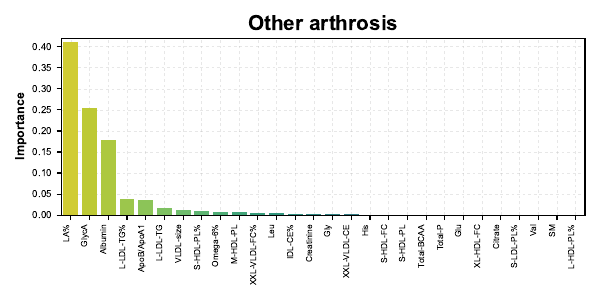 Other arthrosis
Importance
0.40
0.35
0.30
0.25
0.20
0.15
0.10
0.05
0.00
LA%
GlycA
Albumin
L-LDL-TG%
ApoB/ApoA1
L-LDL-TG
VLDL-size
S-HDL-PL%
Omega-6%
M-HDL-PL
XXL-VLDL-FC%
Leu
IDL-CE%
Creatinine
Gly
XXL-VLDL-CE
His
S-HDL-FC
S-HDL-PL
Total-BCAA
Total-P
Glu
XL-HDL-FC
Citrate
S-LDL-PL%
Val
SM
L-HDL-PL%